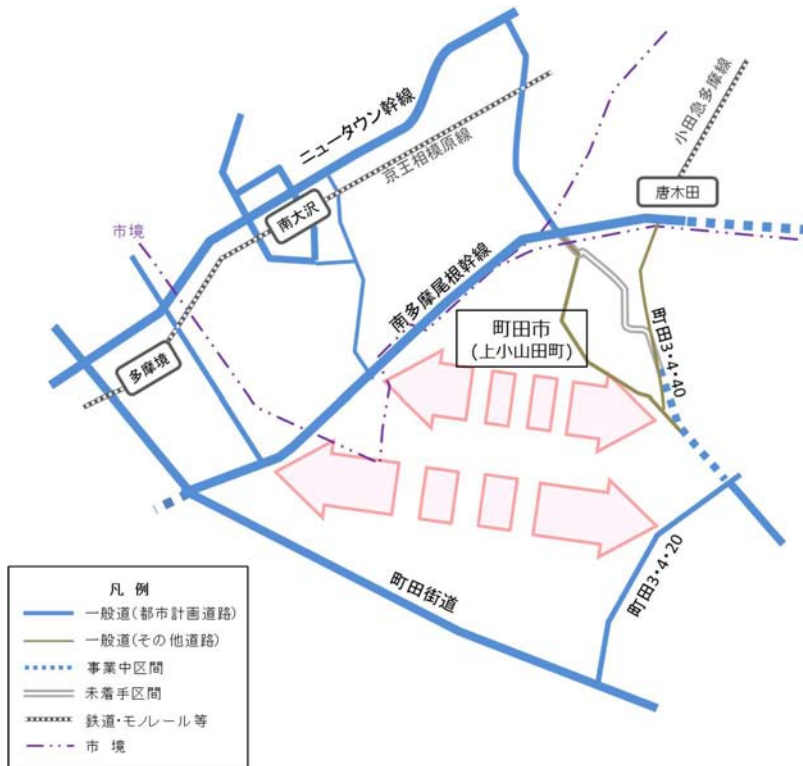 ニュータウン幹線
京王相模原線
小田急多摩線
唐木田
南大沢
市境
南多摩尾根幹線
町田市
(上小山田町)
町田3・4・40
多摩境
町田3・4・20
町田街道
凡 例
一般道(都市計画道路)
一般道(その他道路)
事業中区間
未着手区間
鉄道・モノレール等
市 境